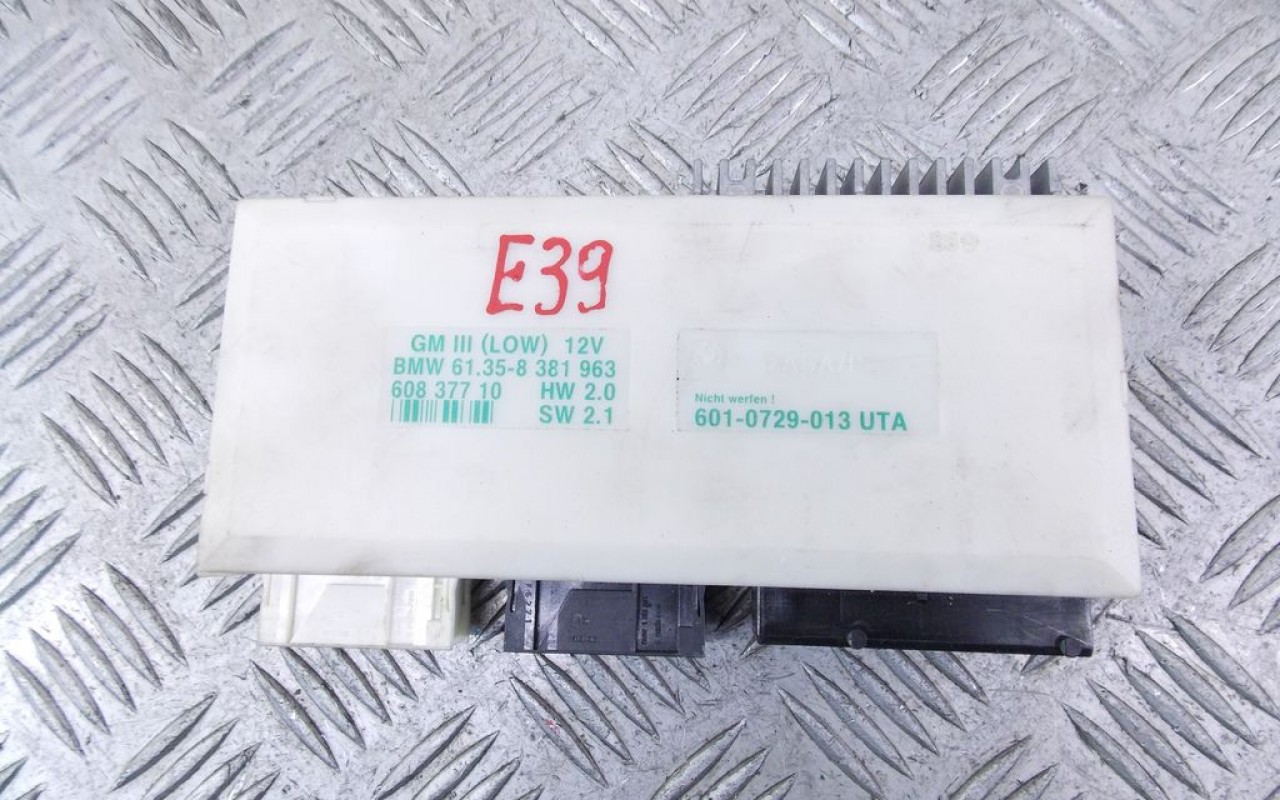 E39
GM III (LOW) 12V
BMW 61.35-8 381 963
608 377 10 HW 2.0
SW 2.1
Nicht werfen !
601-0729-013 UTA